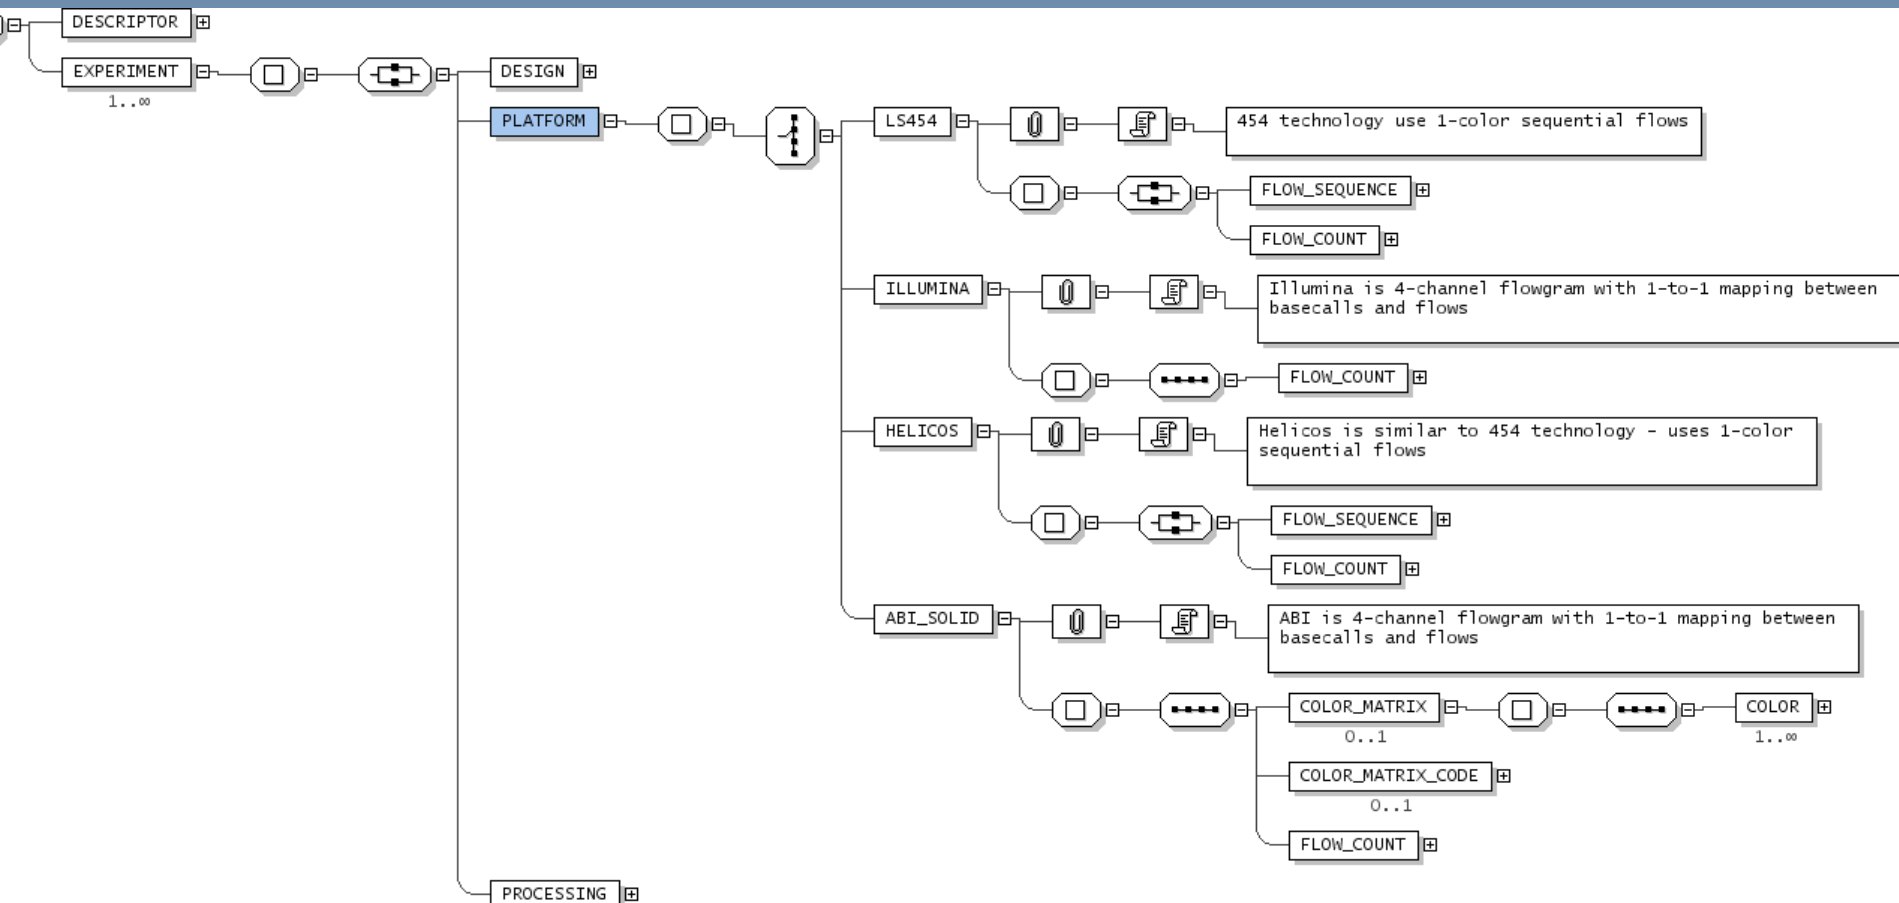 DESCRIPTOR
EXPERIMENT
1..∞
DESIGN
PLATFORM
LS454
454 technology use 1-color sequential flows
FLOW_SEQUENCE
FLOW_COUNT
ILLUMINA
Illumina is 4-channel flowgram with 1-to-1 mapping between
basecalls and flows
FLOW_COUNT
HELICOS
Helicos is similar to 454 technology - uses 1-color
sequential flows
FLOW_SEQUENCE
FLOW_COUNT
ABI_SOLID
ABI is 4-channel flowgram with 1-to-1 mapping between
basecalls and flows
COLOR_MATRIX
0..1
COLOR
1..∞
COLOR_MATRIX_CODE
0..1
FLOW_COUNT
PROCESSING